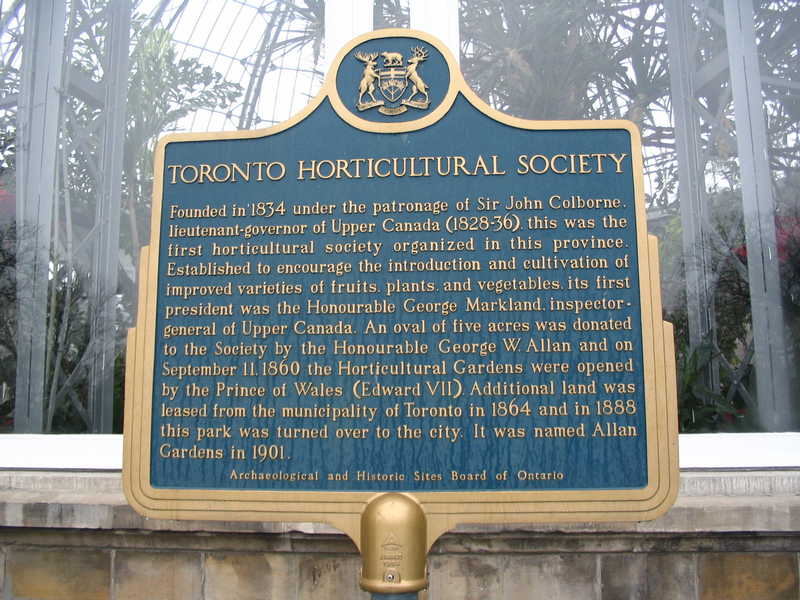 TORONTO HORTICULTURAL SOCIETY
Founded in 1834 under the patronage of Sir John Colborne,
lieutenant-governor of Upper Canada (1828-36), this was the
first horticultural society organized in this province.
Established to encourage the introduction and cultivation of
improved varieties of fruits, plants, and vegetables, its first
president was the Honourable George Markland, inspector-
general of Upper Canada. An oval of five acres was donated
to the Society by the Honourable George W. Allan and on
September 11, 1860 the Horticultural Gardens were opened
by the Prince of Wales (Edward VII). Additional land was
leased from the municipality of Toronto in 1864 and in 1888
this park was turned over to the city. It was named Allan
Gardens in 1901.
Archaeological and Historic Sites Board of Ontario